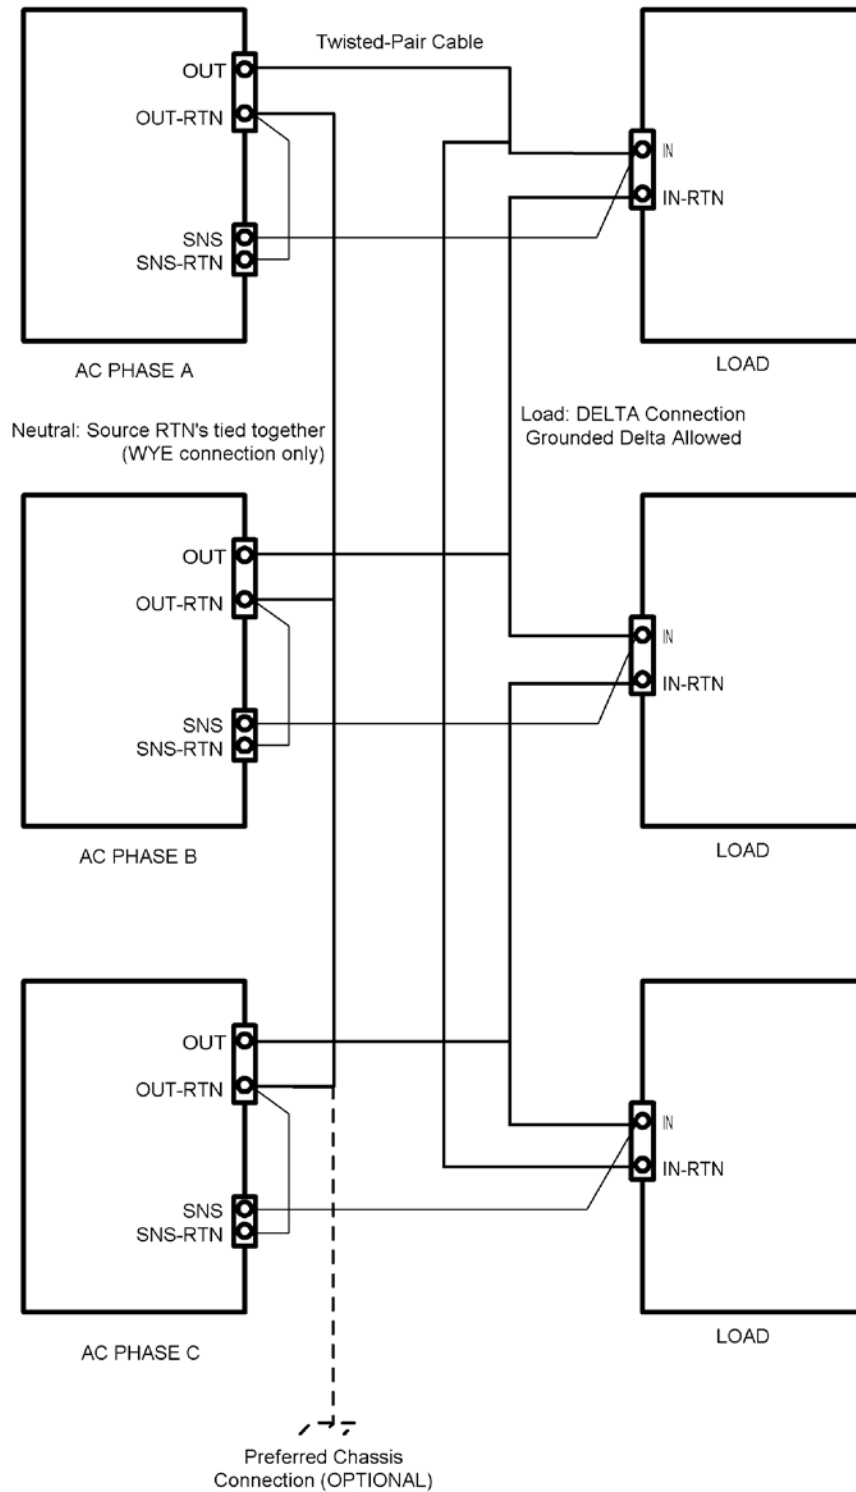 Twisted-Pair Cable
OUT
OUT-RTN
SNS
SNS-RTN
IN
IN-RTN
AC PHASE A
LOAD
Neutral: Source RTN's tied together
(WYE connection only)
Load: DELTA Connection
Grounded Delta Allowed
OUT
OUT-RTN
SNS
SNS-RTN
IN
IN-RTN
AC PHASE B
LOAD
OUT
OUT-RTN
SNS
SNS-RTN
IN
IN-RTN
AC PHASE C
LOAD
Preferred Chassis
Connection (OPTIONAL)